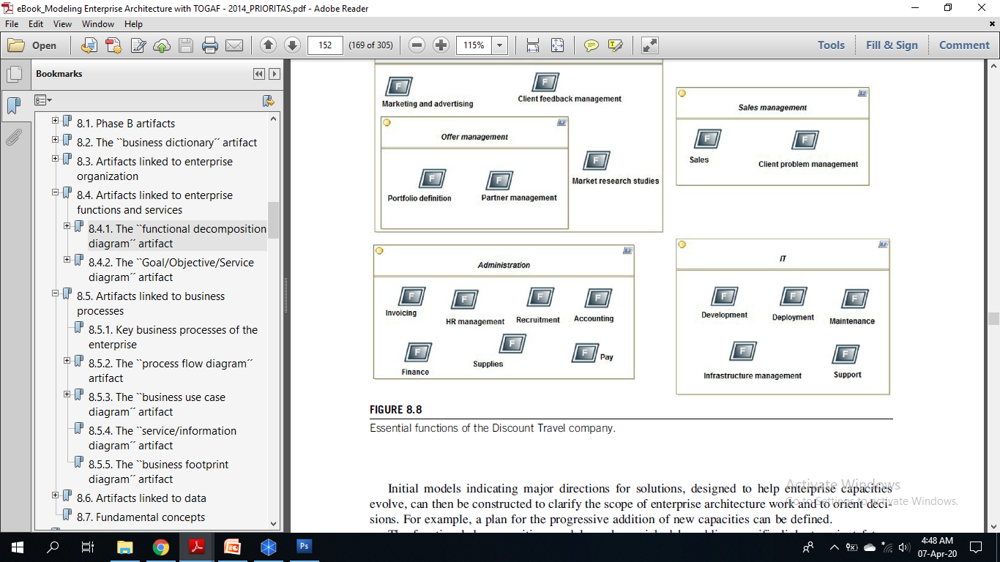 eBook_Modeling Enterprise Architecture with TOGAF - 2014_PRIORITAS.pdf - Adobe Reader
File Edit View Window Help
Open 152 (169 of 305) 115% Tools Fill & Sign Comment
Bookmarks
8.1. Phase B artifacts
8.2. The ``business dictionary´´ artifact
8.3. Artifacts linked to enterprise
organization
8.4. Artifacts linked to enterprise
functions and services
8.4.1. The ``functional decomposition
diagram´´ artifact
8.4.2. The ``Goal/Objective/Service
diagram´´ artifact
8.5. Artifacts linked to business
processes
8.5.1. Key business processes of the
enterprise
8.5.2. The ``process flow diagram´´
artifact
8.5.3. The ``business use case
diagram´´ artifact
8.5.4. The ``service/information
diagram´´ artifact
8.5.5. The ``business footprint
diagram´´ artifact
8.6. Artifacts linked to data
8.7. Fundamental concepts
F F
Marketing and advertising Client feedback management
Offer management
F F
Portfolio definition Partner management
F
Market research studies
Sales management
F F
Sales Client problem management
Administration
F F F F
Invoicing HR management Recruitment Accounting
F F F
Finance Supplies Pay
IT
F F F
Development Deployment Maintenance
F F
Infrastructure management Support
FIGURE 8.8
Essential functions of the Discount Travel company.
Initial models indicating major directions for solutions, designed to help enterprise capacities
evolve, can then be constructed to clarify the scope of enterprise architecture work and to orient deci-
sions. For example, a plan for the progressive addition of new capacities can be defined.
Activate Windows
Go to Settings to activate Windows.
Ps
4:48 AM
07-Apr-20